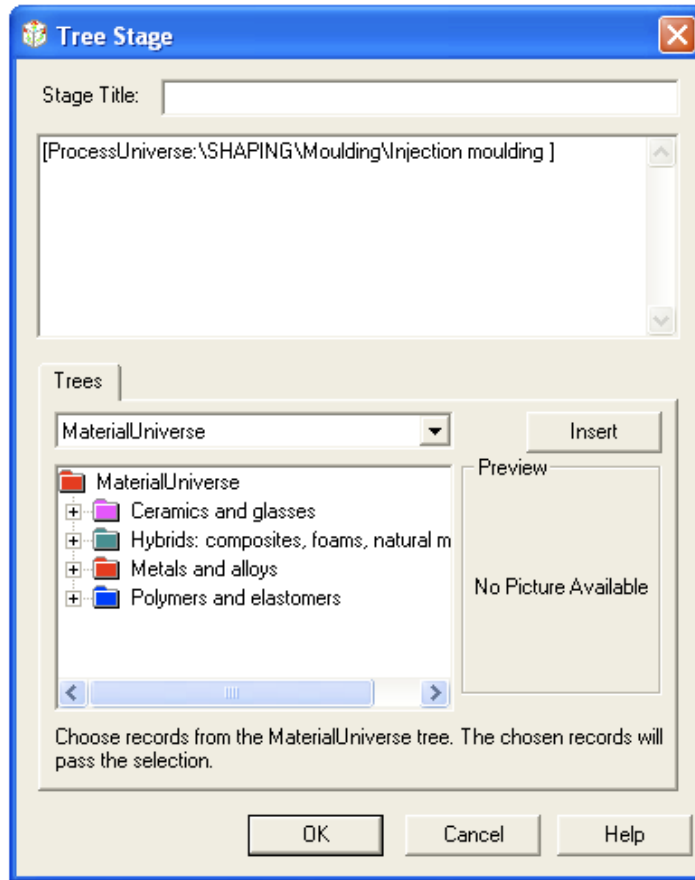 Tree Stage
Stage Title:
[ProcessUniverse:\SHAPING\Moulding\Injection moulding ]
Trees
MaterialUniverse
Insert
MaterialUniverse
Ceramics and glasses
Hybrids: composites, foams, natural m
Metals and alloys
Polymers and elastomers
Preview
No Picture Available
Choose records from the MaterialUniverse tree. The chosen records will
pass the selection.
OK
Cancel
Help